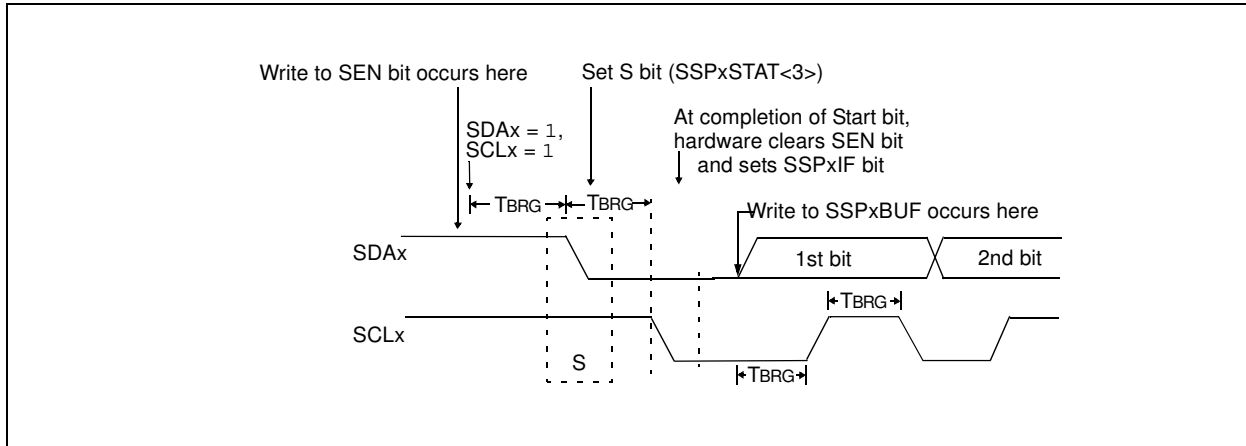 Write to SEN bit occurs here
Set S bit (SSPxSTAT<3>)
At completion of Start bit,
hardware clears SEN bit
and sets SSPxIF bit
SDAx = 1,
SCLx = 1
TBRG
TBRG
Write to SSPxBUF occurs here
SDAx
1st bit
2nd bit
TBRG
SCLx
S
TBRG